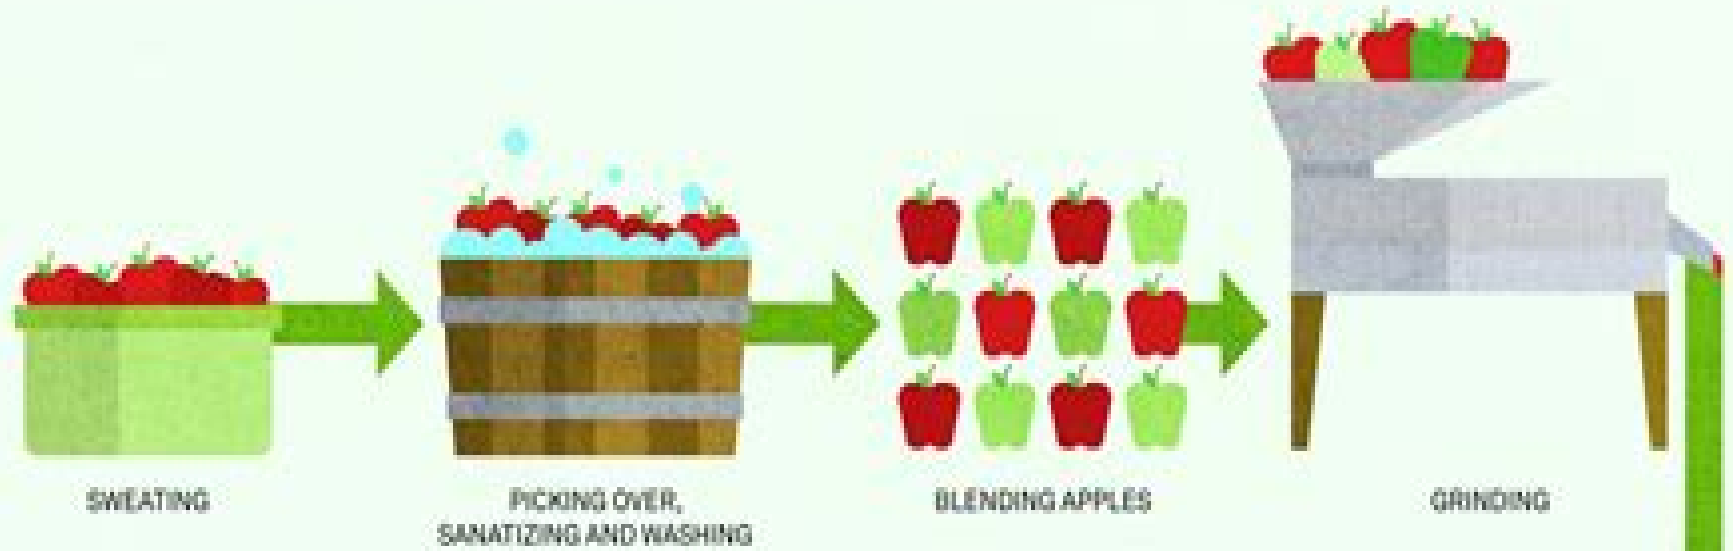 SWEATING
PICKING OVER,
SANATIZING AND WASHING
BLENDING APPLES
GRINDING